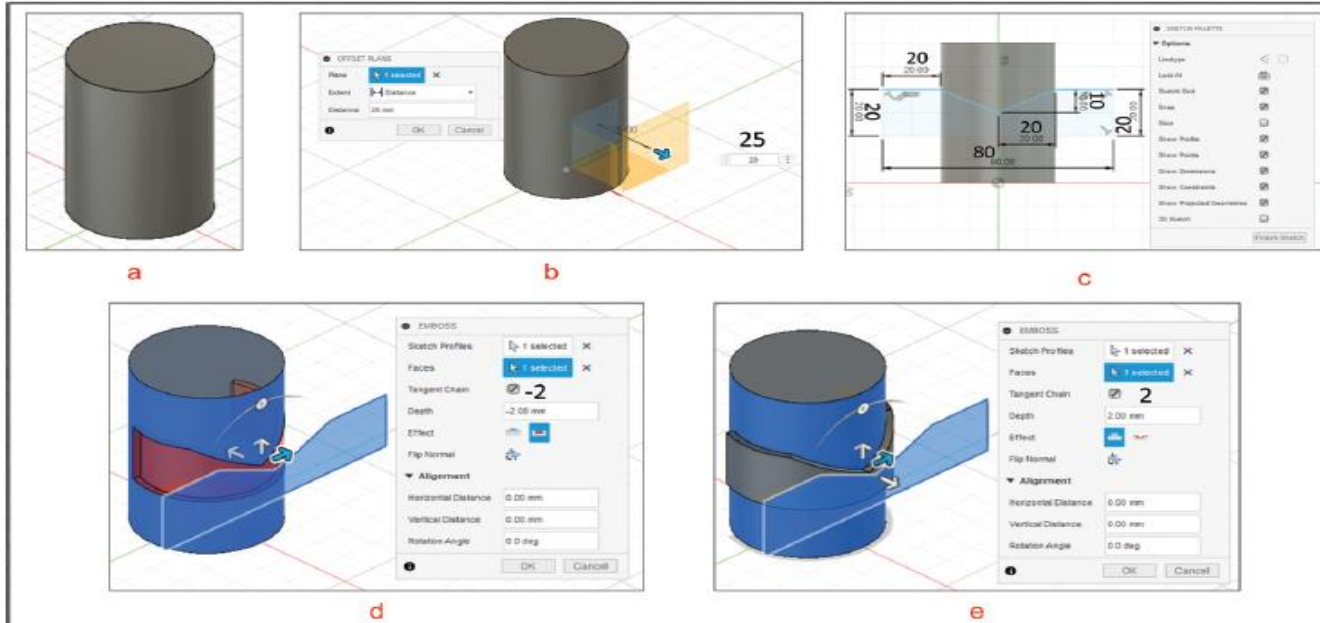 OFFSET PLANE
Plane 1 selected ×
Extent Distance
Distance 25 mm
OK Cancel
25
25
a
b
20
20.00
20
20.00
10
20
20.00
20
20.00
80
80.00
SKETCH PALETTE
Options
Linetype
Look At
Sketch Grid
Snap
Slice
Show Profile
Show Points
Show Dimensions
Show Constraints
Show Projected Geometries
3D Sketch
Finish Sketch
c
EMBOSS
Sketch Profiles 1 selected ×
Faces 1 selected ×
Tangent Chain -2
Depth -2.00 mm
Effect
Flip Normal
Alignment
Horizontal Distance 0.00 mm
Vertical Distance 0.00 mm
Rotation Angle 0.0 deg
OK Cancel
d
EMBOSS
Sketch Profiles 1 selected ×
Faces 1 selected ×
Tangent Chain 2
Depth 2.00 mm
Effect
Flip Normal
Alignment
Horizontal Distance 0.00 mm
Vertical Distance 0.00 mm
Rotation Angle 0.0 deg
OK Cancel
e